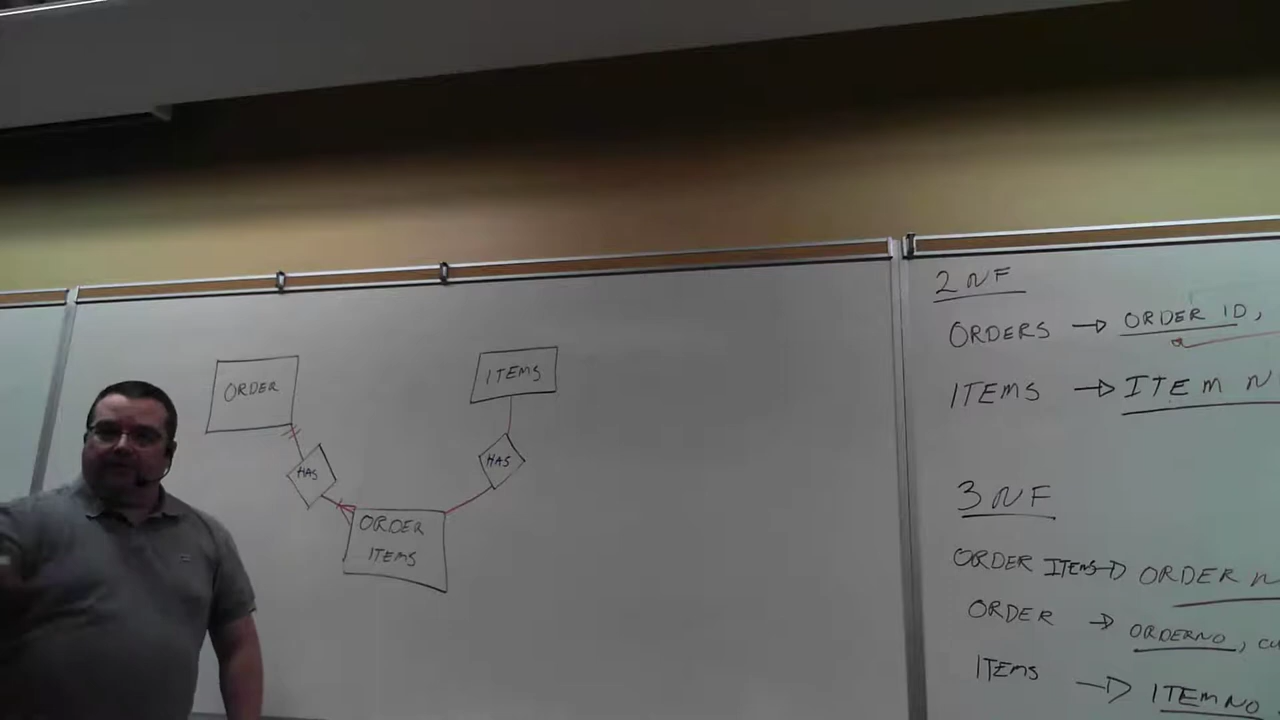 ORDER
ITEMS
HAS
HAS
ORDER
ITEMS
2NF
ORDERS → ORDER ID,
ITEMS → ITEM N
3NF
ORDER ITEMS → ORDER N
ORDER → ORDERNO, CU
ITEMS → ITEMNO